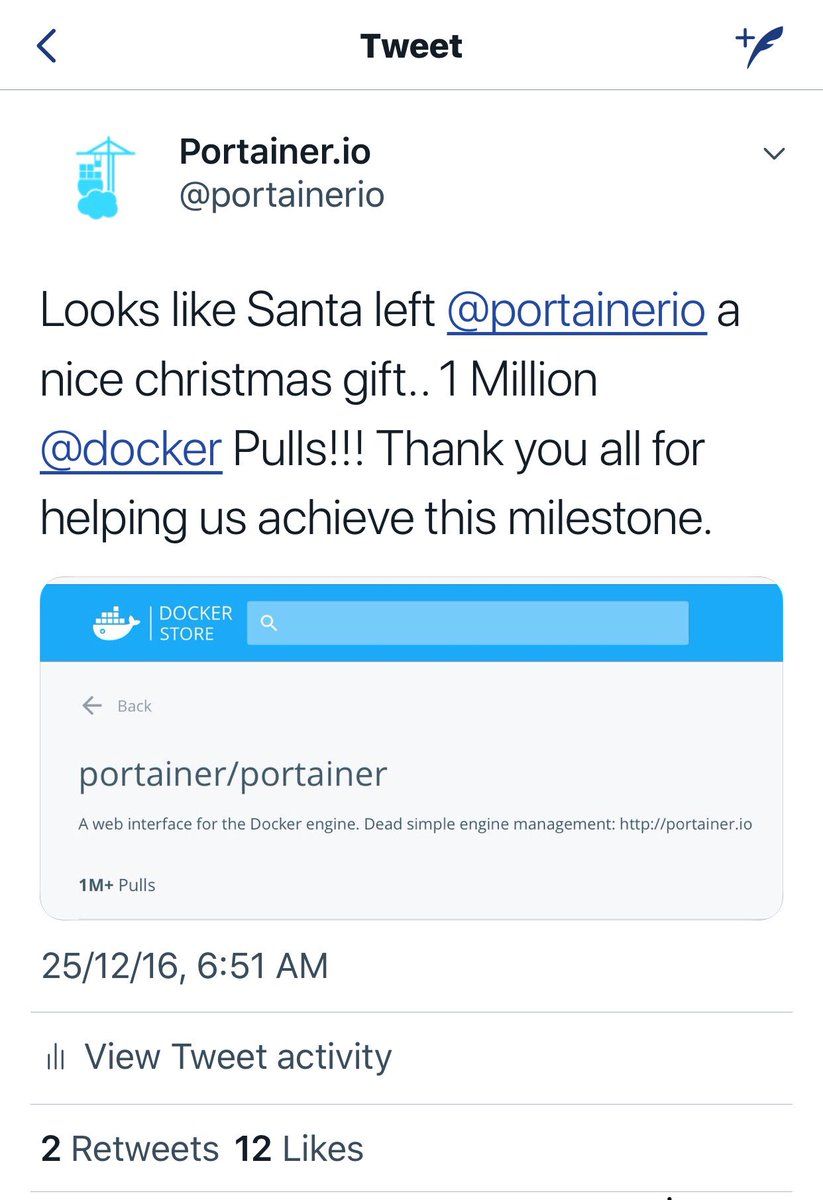 Tweet
Portainer.io
@portainerio
Looks like Santa left @portainerio a
nice christmas gift.. 1 Million
@docker Pulls!!! Thank you all for
helping us achieve this milestone.
DOCKER
STORE
Back
portainer/portainer
A web interface for the Docker engine. Dead simple engine management: http://portainer.io
1M+ Pulls
25/12/16, 6:51 AM
View Tweet activity
2 Retweets 12 Likes